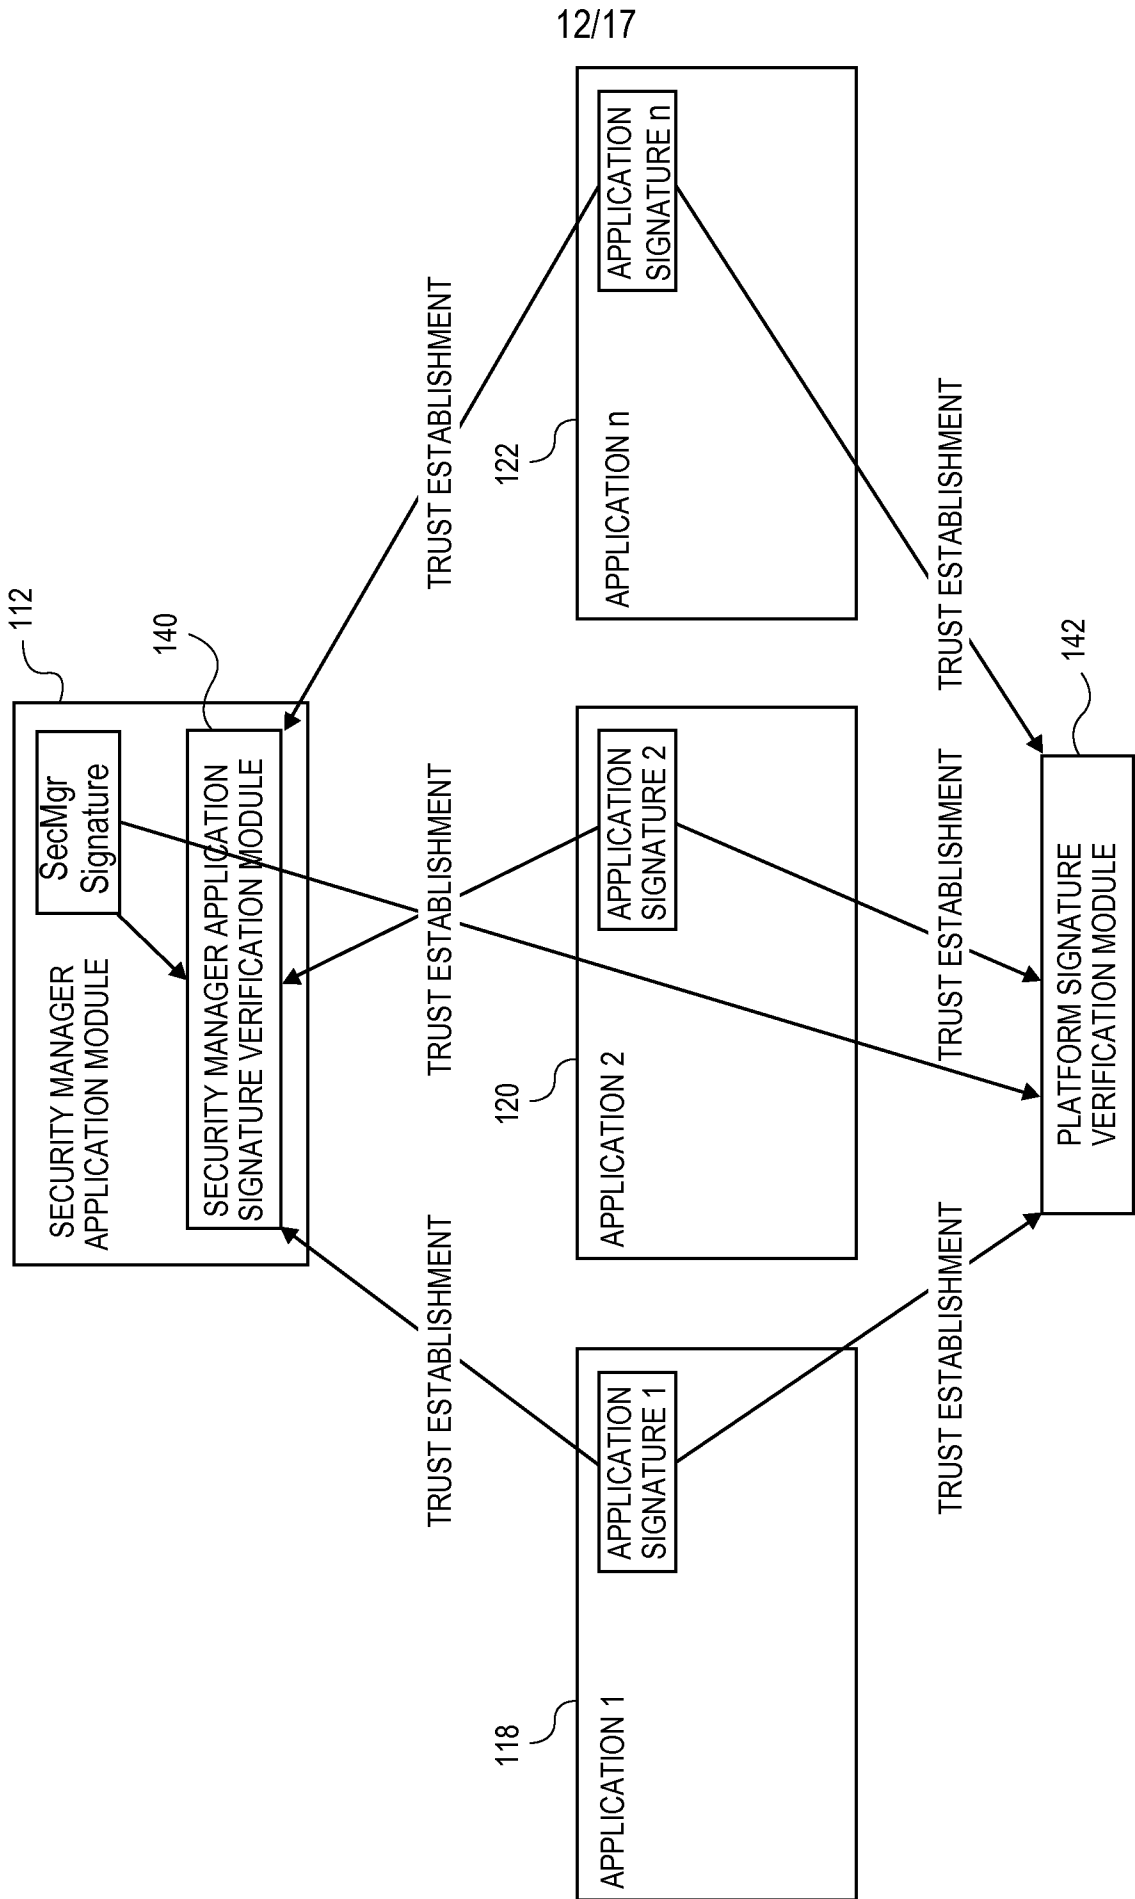 12/17
112
SECURITY MANAGER
APPLICATION MODULE
SecMgr
Signature
140
SECURITY MANAGER APPLICATION
SIGNATURE VERIFICATION MODULE
TRUST ESTABLISHMENT
TRUST ESTABLISHMENT
TRUST ESTABLISHMENT
118
APPLICATION 1
APPLICATION
SIGNATURE 1
120
APPLICATION 2
APPLICATION
SIGNATURE 2
122
APPLICATION n
APPLICATION
SIGNATURE n
TRUST ESTABLISHMENT
TRUST ESTABLISHMENT
TRUST ESTABLISHMENT
142
PLATFORM SIGNATURE
VERIFICATION MODULE